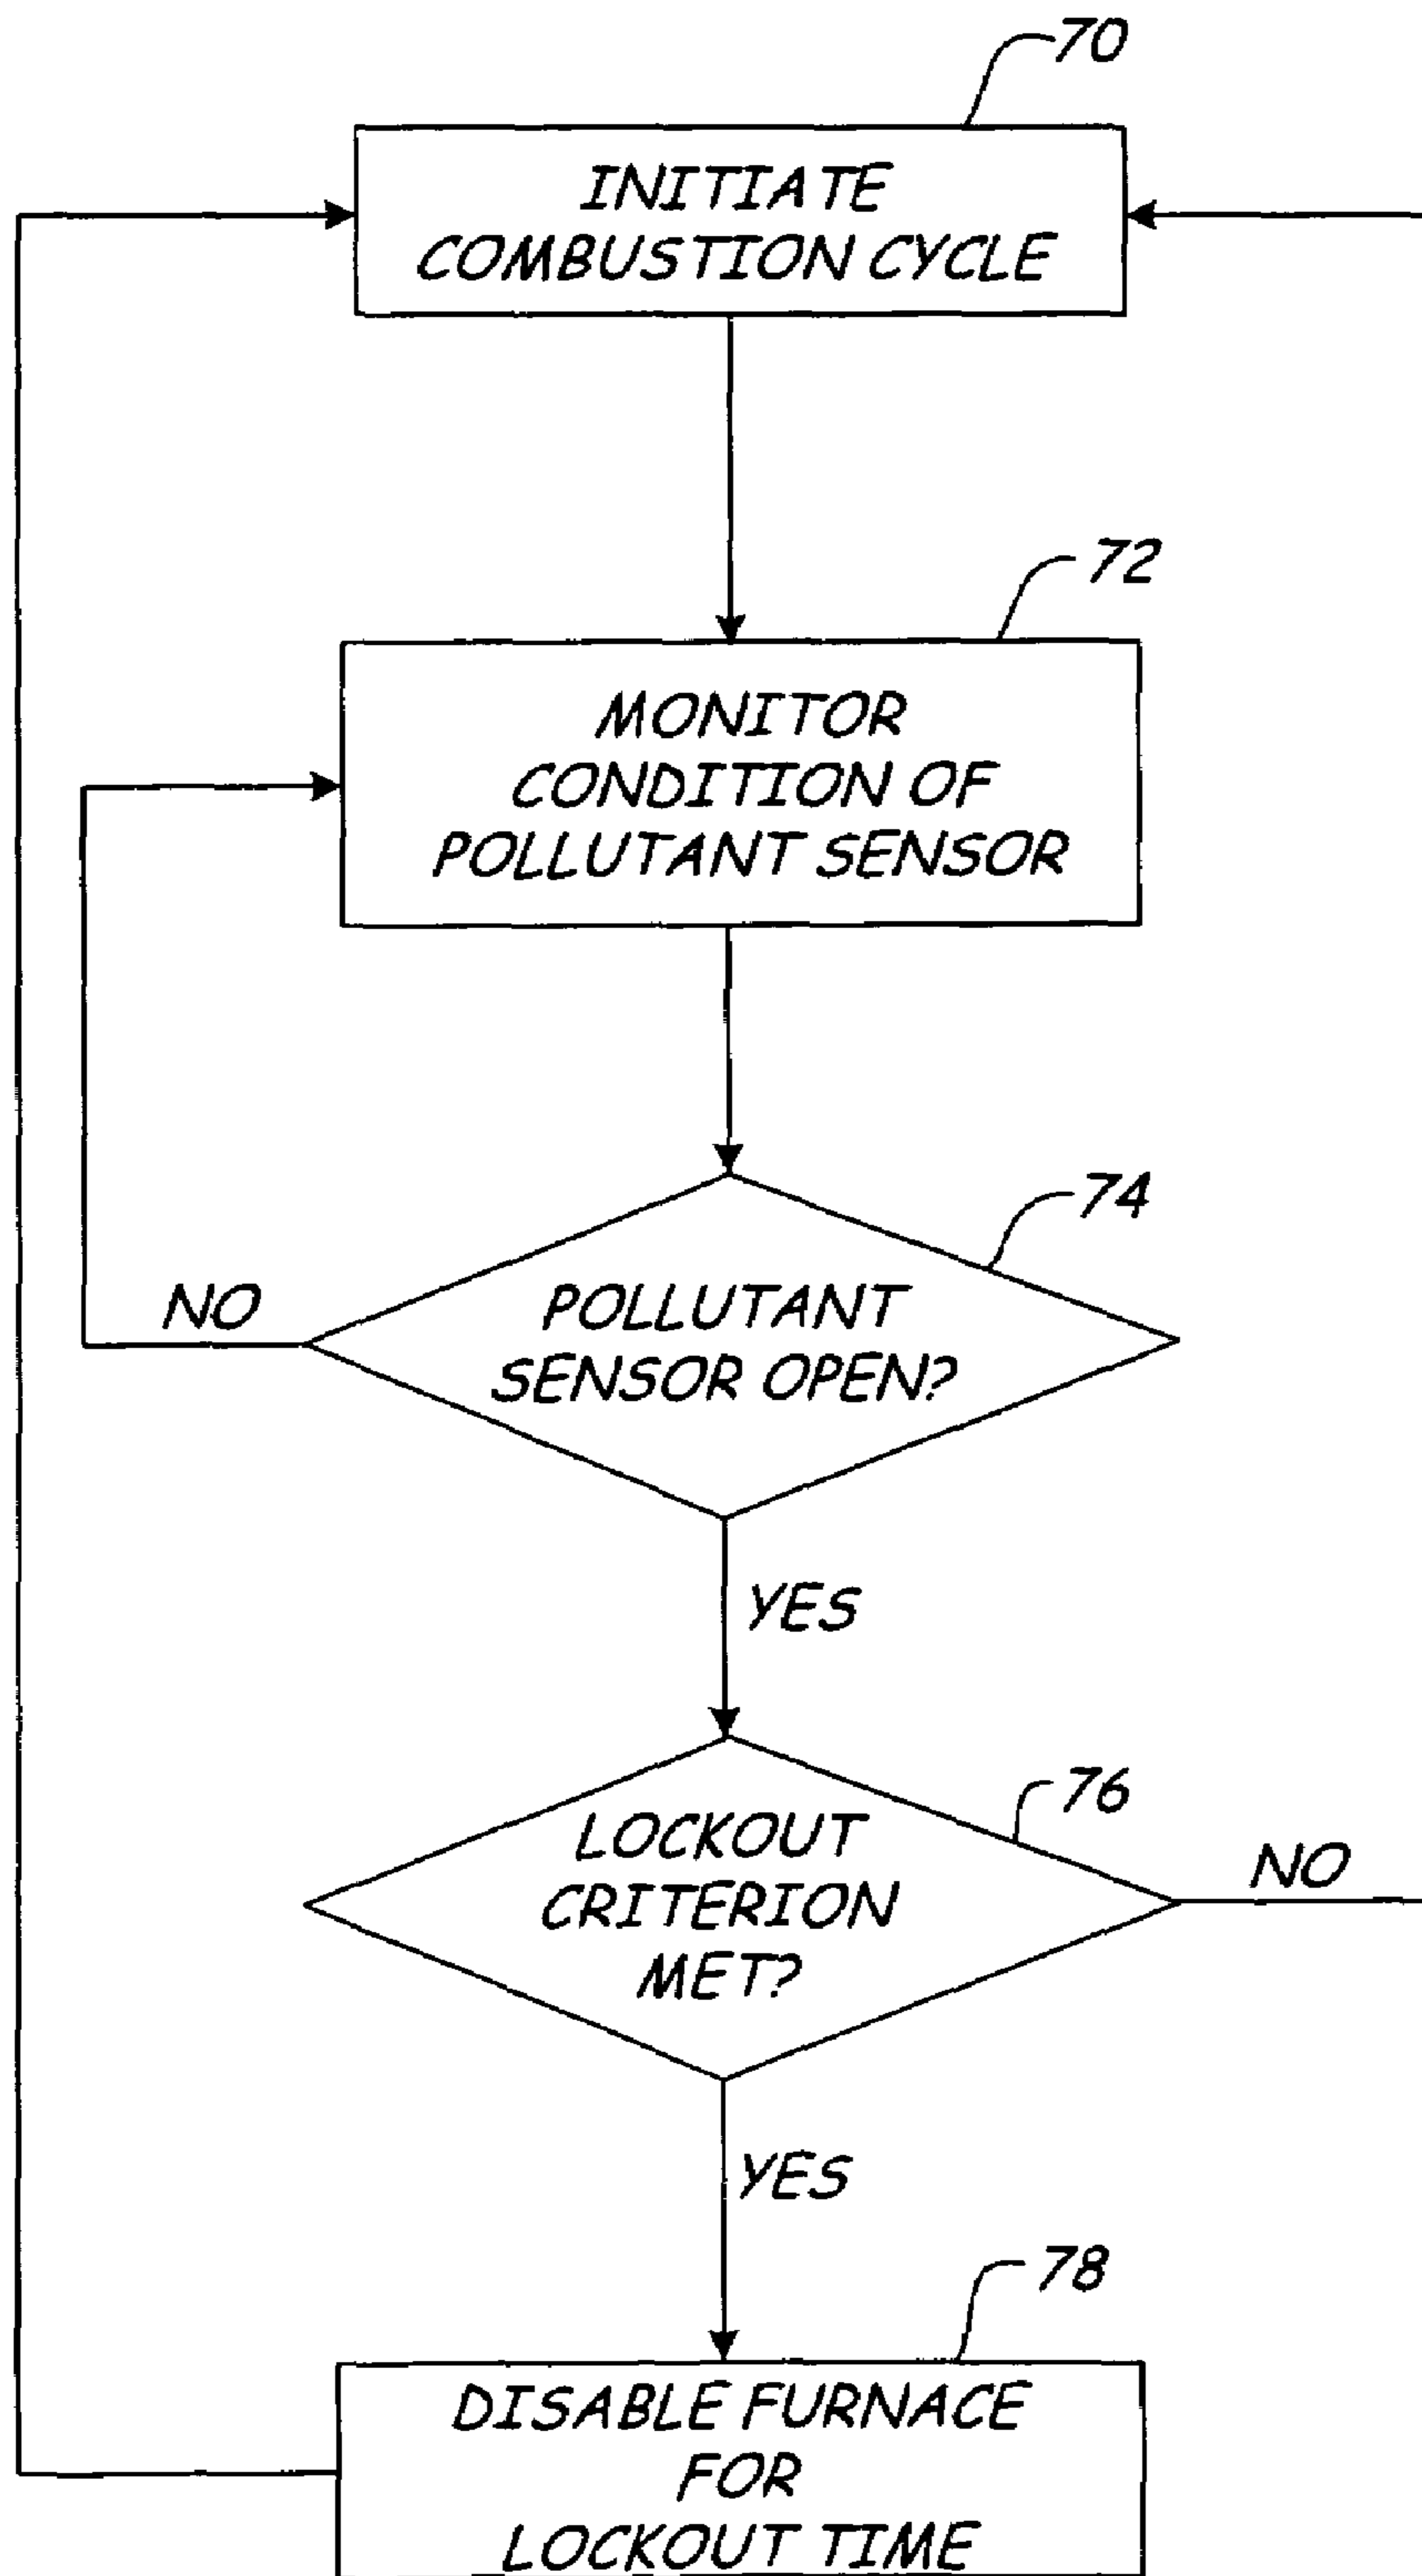 70
INITIATE
COMBUSTION CYCLE
72
MONITOR
CONDITION OF
POLLUTANT SENSOR
74
POLLUTANT
SENSOR OPEN?
NO
YES
76
LOCKOUT
CRITERION
MET?
NO
YES
78
DISABLE FURNACE
FOR
LOCKOUT TIME